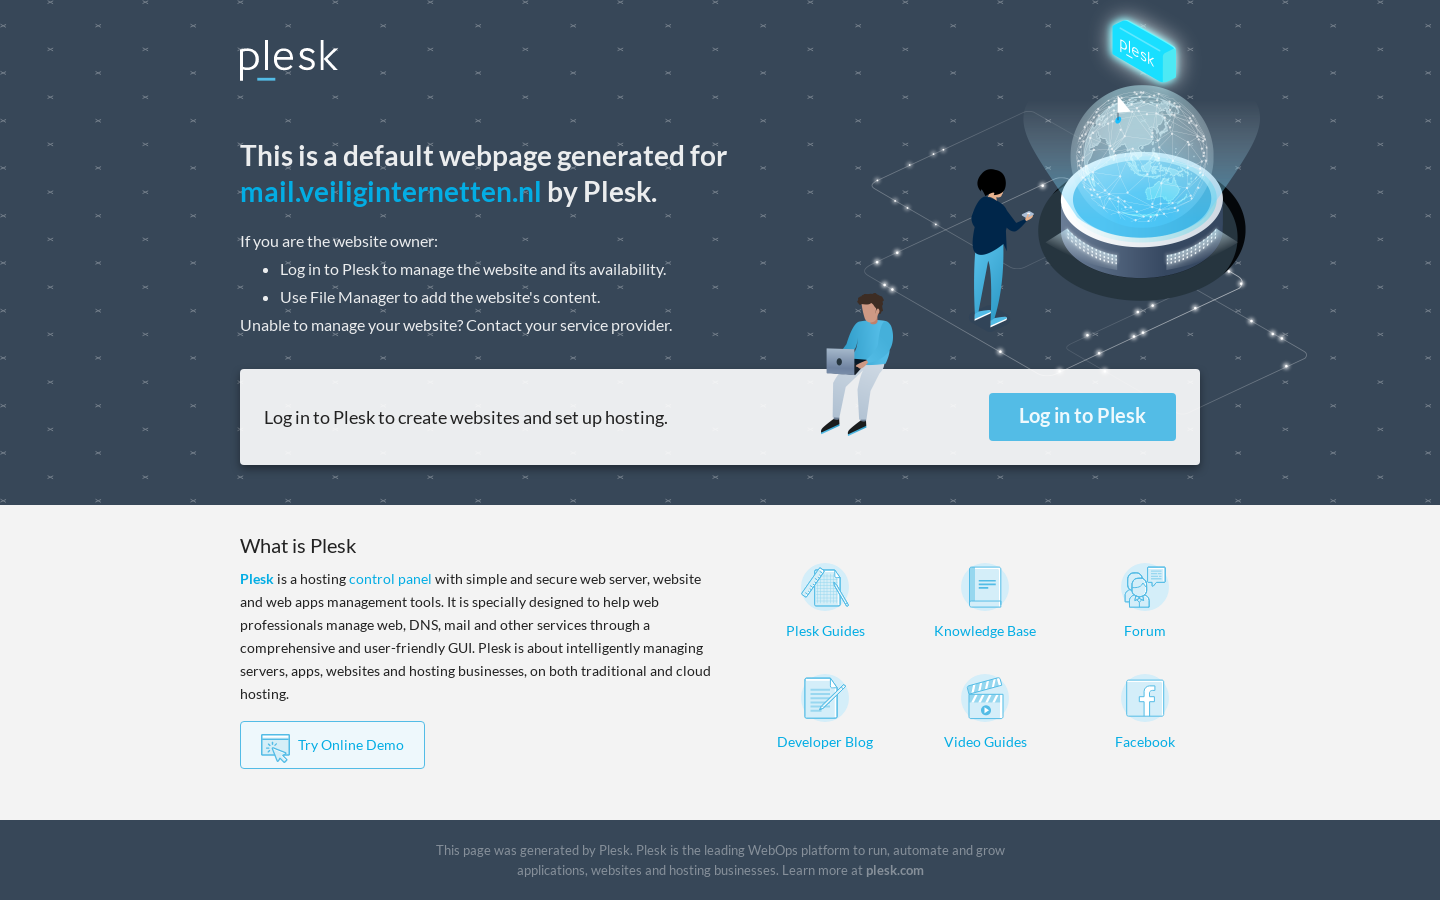 plesk
plesk
This is a default webpage generated for
mail.veiliginternetten.nl by Plesk.
If you are the website owner:
• Log in to Plesk to manage the website and its availability.
• Use File Manager to add the website's content.
Unable to manage your website? Contact your service provider.
Log in to Plesk to create websites and set up hosting.
Log in to Plesk
What is Plesk
Plesk is a hosting control panel with simple and secure web server, website
and web apps management tools. It is specially designed to help web
professionals manage web, DNS, mail and other services through a
comprehensive and user-friendly GUI. Plesk is about intelligently managing
servers, apps, websites and hosting businesses, on both traditional and cloud
hosting.
Try Online Demo
Plesk Guides
Knowledge Base
Forum
Developer Blog
Video Guides
Facebook
This page was generated by Plesk. Plesk is the leading WebOps platform to run, automate and grow
applications, websites and hosting businesses. Learn more at plesk.com